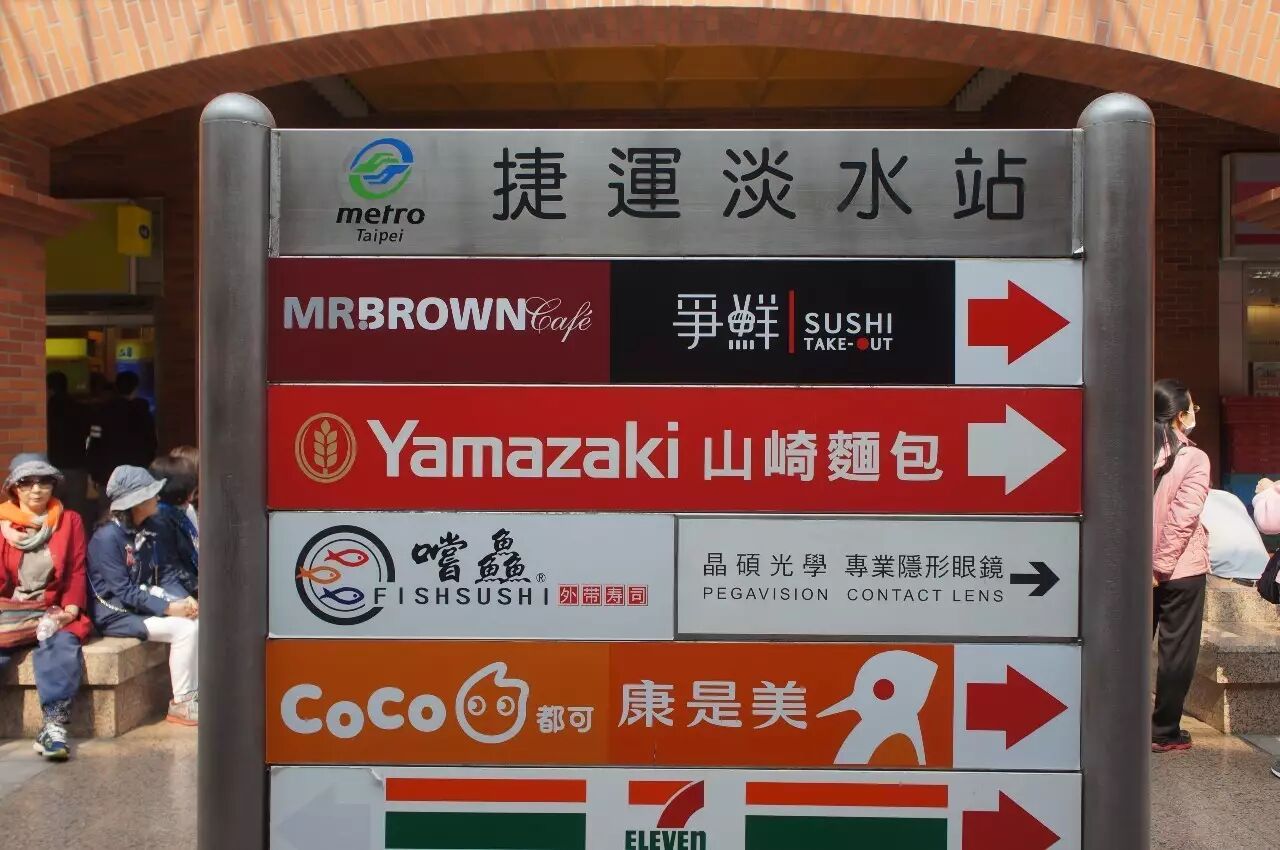 捷運淡水站
metro
Taipei
MR.BROWN Café
爭鮮 SUSHI
TAKE-OUT
Yamazaki 山崎麵包
嚐鱻®
FISHSUSHI 外带寿司
晶碩光學 專業隱形眼鏡
PEGAVISION CONTACT LENS
CoCo 都可 康是美
7
ELEVEn